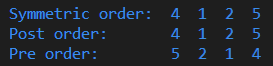 Symmetric order:  4  1  2  5
Post order:       4  1  2  5
Pre order:        5  2  1  4